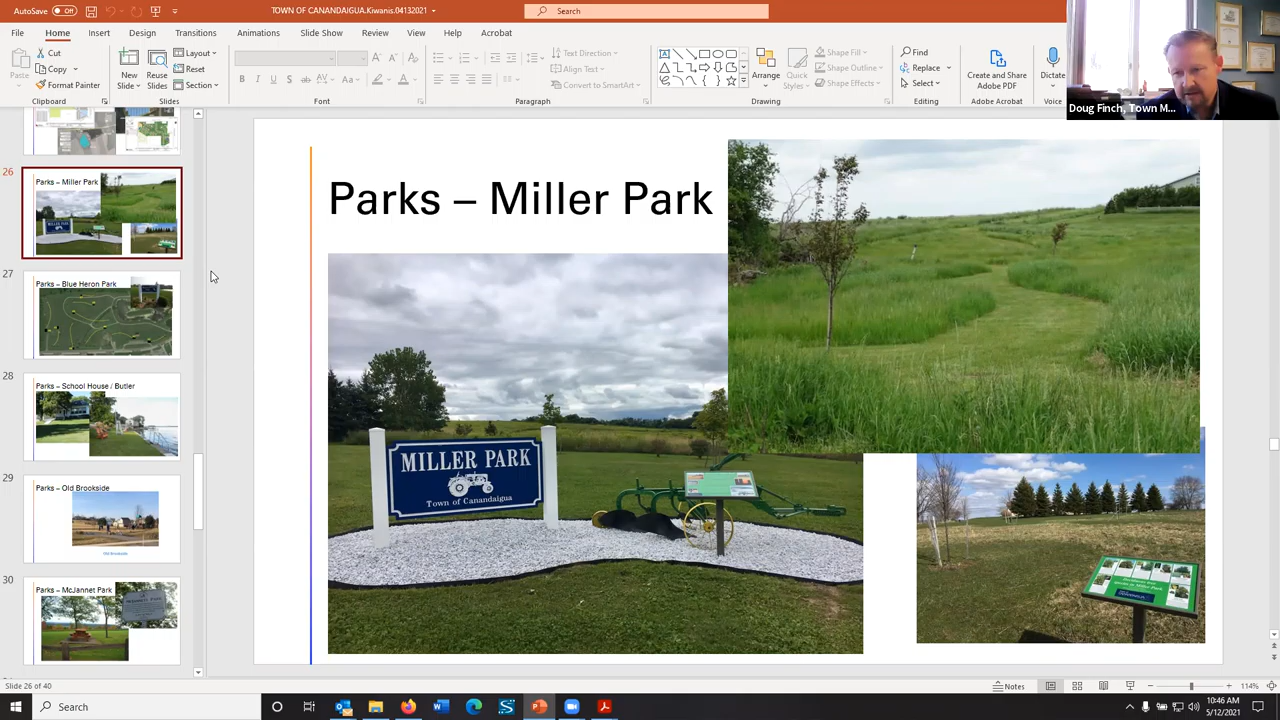 AutoSave Off
TOWN OF CANANDAIGUA.Kiwanis.04132021
Search
File Home Insert Design Transitions Animations Slide Show Review View Help Acrobat
Paste
Cut
Copy
Format Painter
Clipboard
New Slide
Reuse Slides
Layout
Reset
Section
Slides
Font
Text Direction
Align Text
Convert to SmartArt
Paragraph
Arrange
Quick Styles
Shape Fill
Shape Outline
Shape Effects
Drawing
Find
Replace
Select
Editing
Create and Share Adobe PDF
Adobe Acrobat
Dictate
Voice
Doug Finch, Town M...
26
Parks – Miller Park
27
Parks – Blue Heron Park
28
Parks – School House / Butler
29
Parks – Old Brookside
Old Brookside
30
Parks – McJannet Park
Parks – Miller Park
MILLER PARK
Town of Canandaigua
Slide 26 of 40
Notes
114%
Search
10:46 AM
5/12/2021